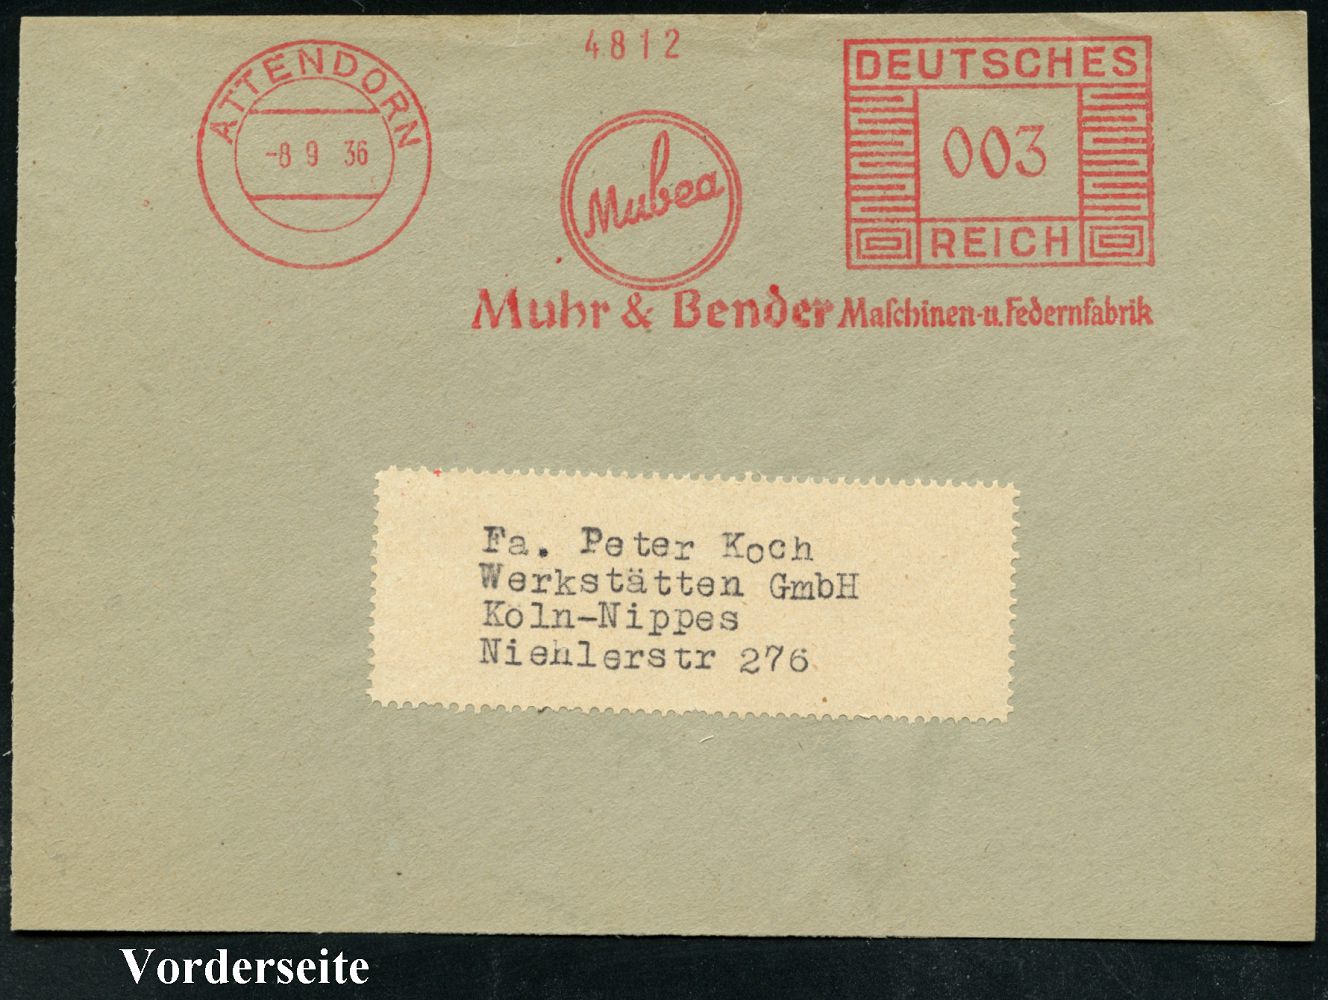 4812
ATTENDORN
-8 9 36
Mubea
DEUTSCHES
003
REICH
Muhr & Bender Maſchinen-u. Federnfabrik
Fa. Peter Koch
Werkstätten GmbH
Köln-Nippes
Niehlerstr 276
Vorderseite